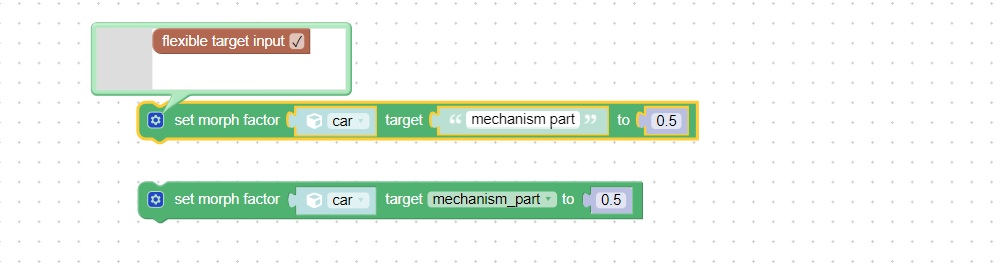 flexible target input ✓
set morph factor car target “ mechanism part ” to 0.5
set morph factor car target mechanism_part to 0.5